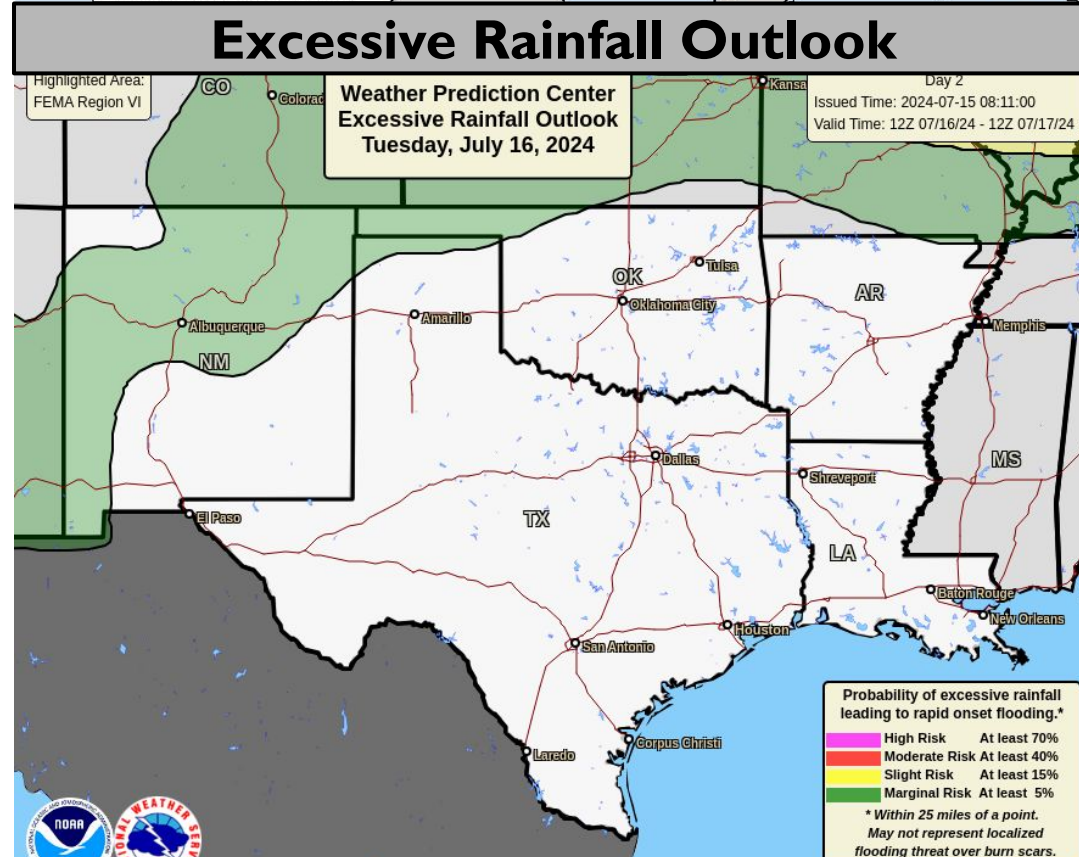 Excessive Rainfall Outlook
Highlighted Area:
FEMA Region VI
Weather Prediction Center
Excessive Rainfall Outlook
Tuesday, July 16, 2024
Day 2
Issued Time: 2024-07-15 08:11:00
Valid Time: 12Z 07/16/24 - 12Z 07/17/24
CO
Colorad
Kansa
OK
Tulsa
Oklahoma City
AR
Amarillo
Albuquerque
Memphis
NM
Dallas
MS
Shreveport
El Paso
TX
LA
Baton Rouge
New Orleans
Houston
San Antonio
Laredo
Corpus Christi
Probability of excessive rainfall
leading to rapid onset flooding.*
High Risk At least 70%
Moderate Risk At least 40%
Slight Risk At least 15%
Marginal Risk At least 5%
* Within 25 miles of a point.
May not represent localized
flooding threat over burn scars.
NOAA
NAL WEATHER SERV